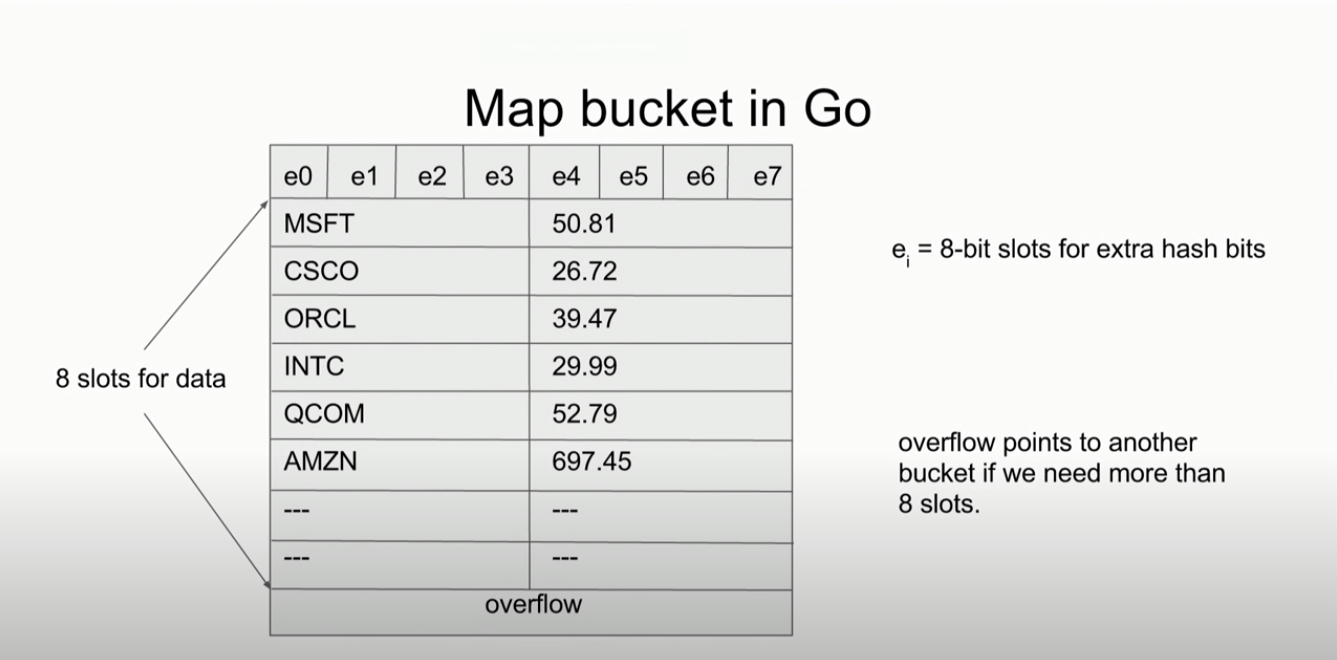 Map bucket in Go
e0 e1 e2 e3 e4 e5 e6 e7
MSFT 50.81
CSCO 26.72
ORCL 39.47
INTC 29.99
QCOM 52.79
AMZN 697.45
--- ---
--- ---
overflow
8 slots for data
eᵢ = 8-bit slots for extra hash bits
overflow points to another
bucket if we need more than
8 slots.